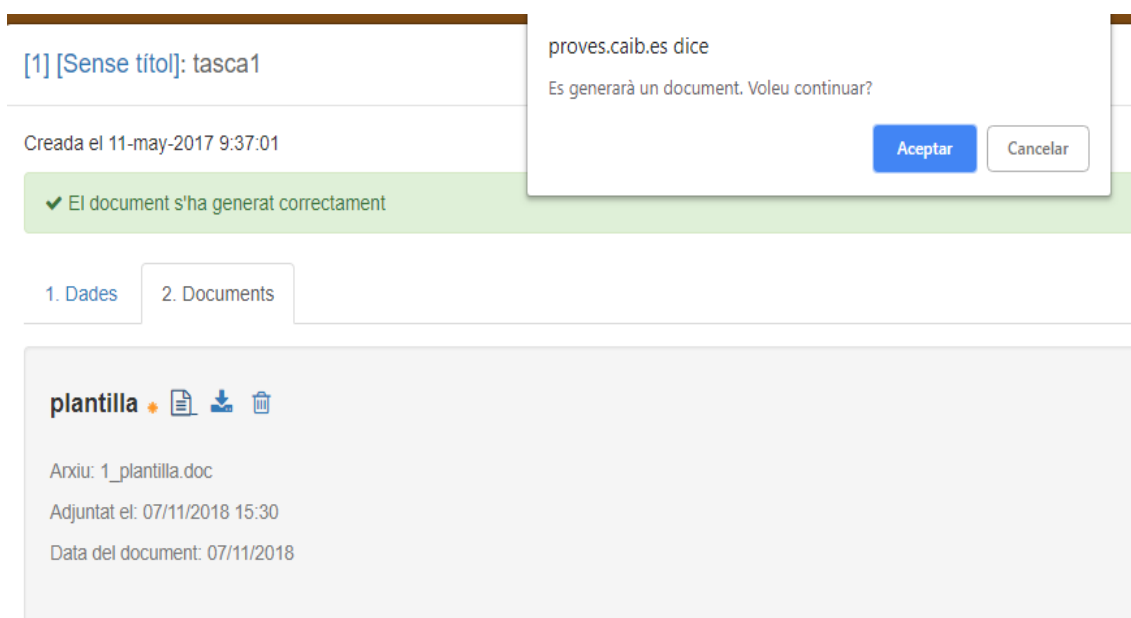 proves.caib.es dice
Es generarà un document. Voleu continuar?
Aceptar Cancelar
[1] [Sense títol]: tasca1
Creada el 11-may-2017 9:37:01
El document s'ha generat correctament
1. Dades 2. Documents
plantilla
Arxiu: 1_plantilla.doc
Adjuntat el: 07/11/2018 15:30
Data del document: 07/11/2018